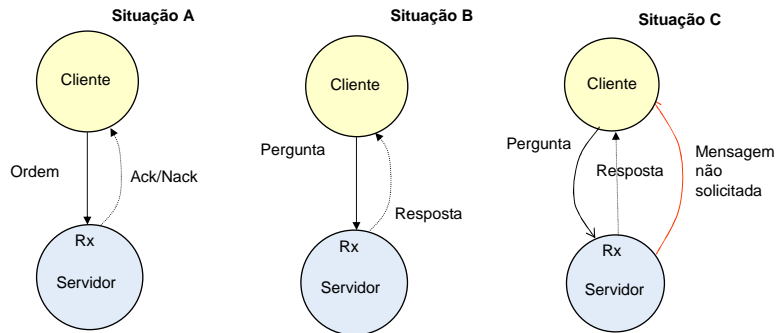 Situação A
Cliente
Ordem
Ack/Nack
Rx
Servidor
Situação B
Cliente
Pergunta
Resposta
Rx
Servidor
Situação C
Cliente
Pergunta
Resposta
Mensagem
não
solicitada
Rx
Servidor